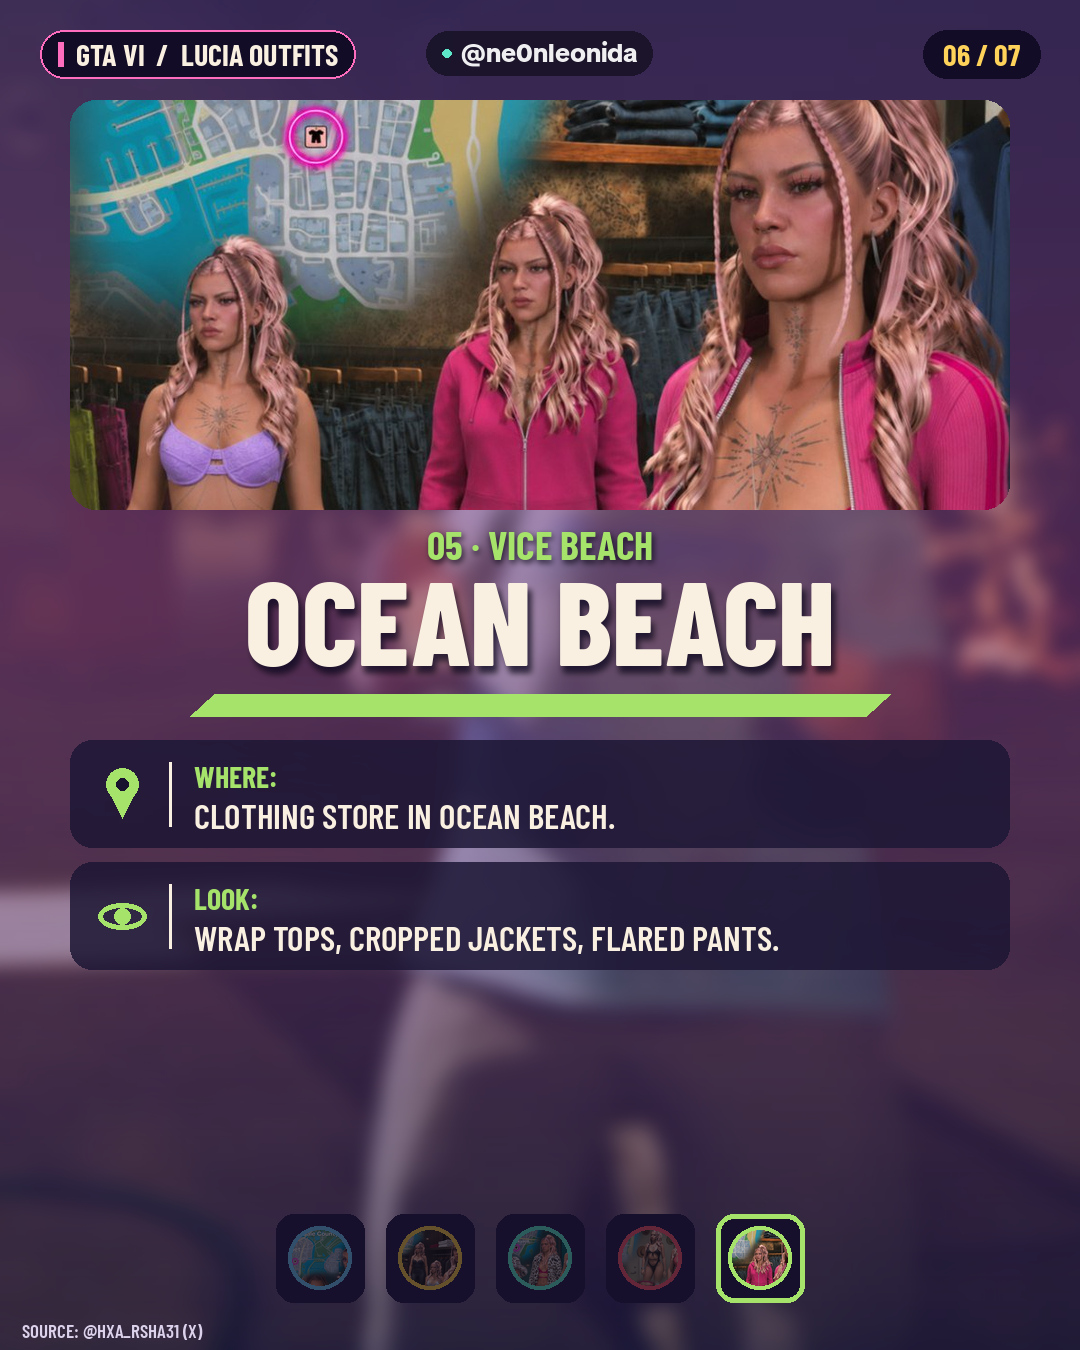 GTA VI / LUCIA OUTFITS
@ne0nleonida
06 / 07
05 · VICE BEACH
OCEAN BEACH
WHERE:
CLOTHING STORE IN OCEAN BEACH.
LOOK:
WRAP TOPS, CROPPED JACKETS, FLARED PANTS.
SOURCE: @HXA_RSHA31 (X)